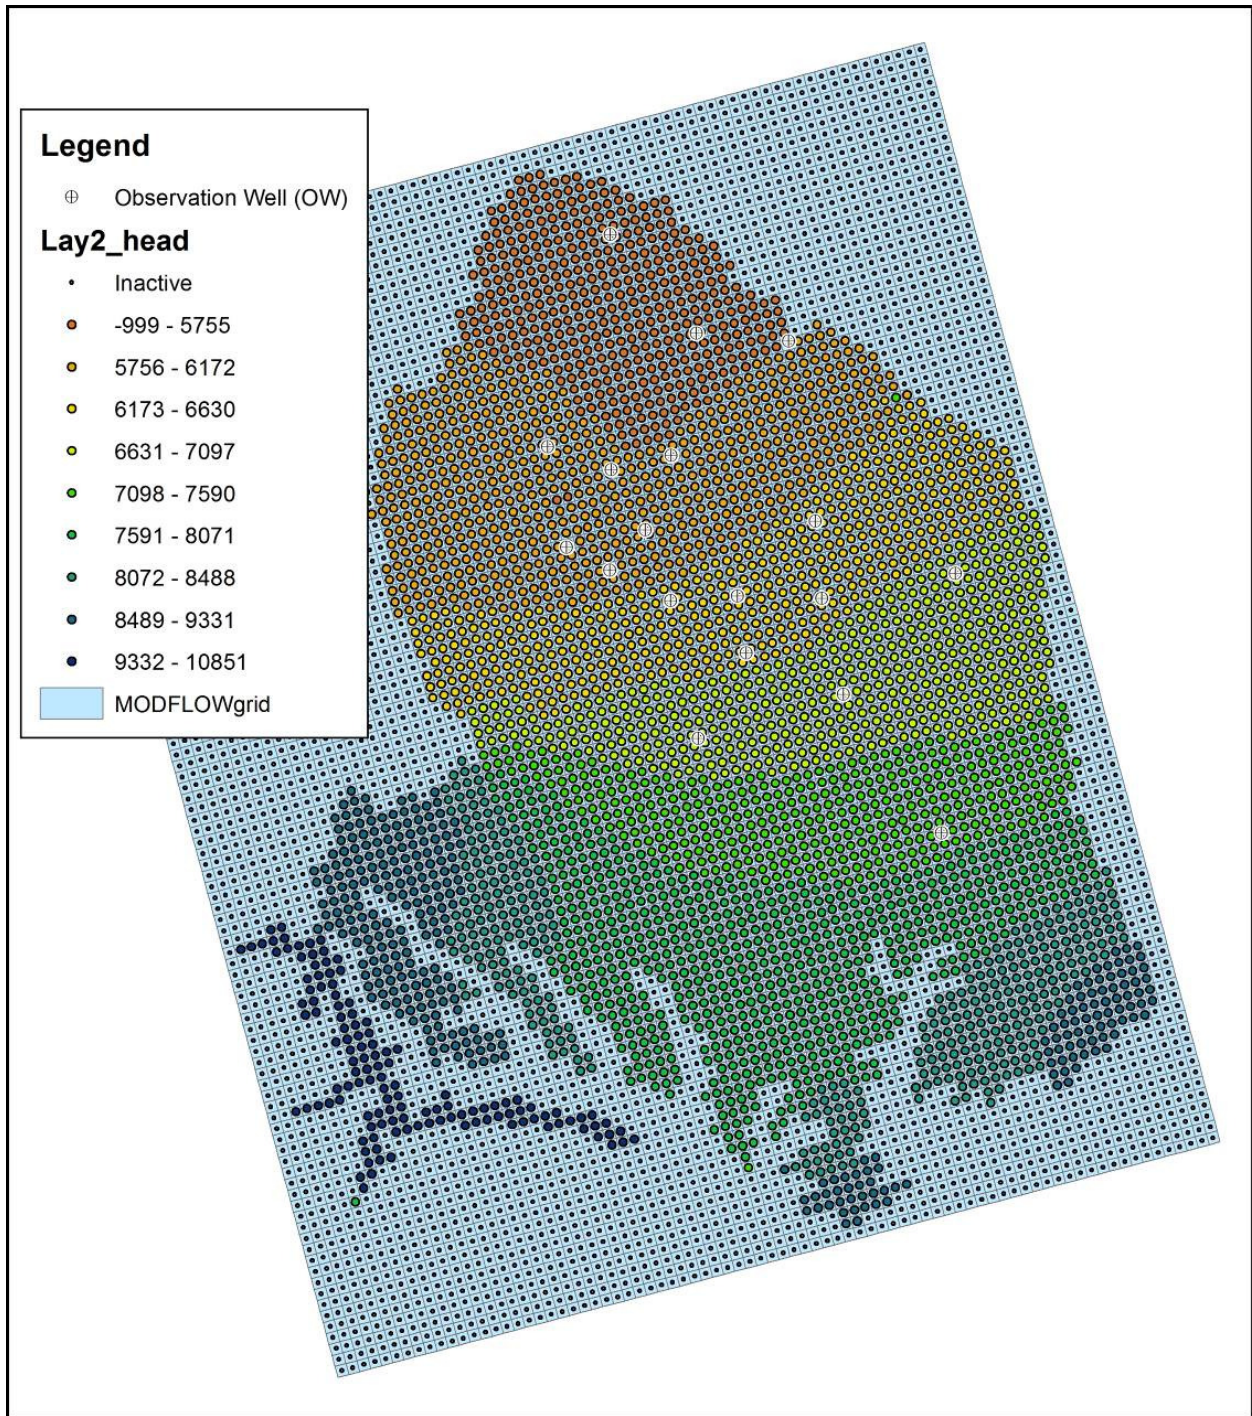 Legend
Observation Well (OW)
Lay2_head
Inactive
-999 - 5755
5756 - 6172
6173 - 6630
6631 - 7097
7098 - 7590
7591 - 8071
8072 - 8488
8489 - 9331
9332 - 10851
MODFLOWgrid